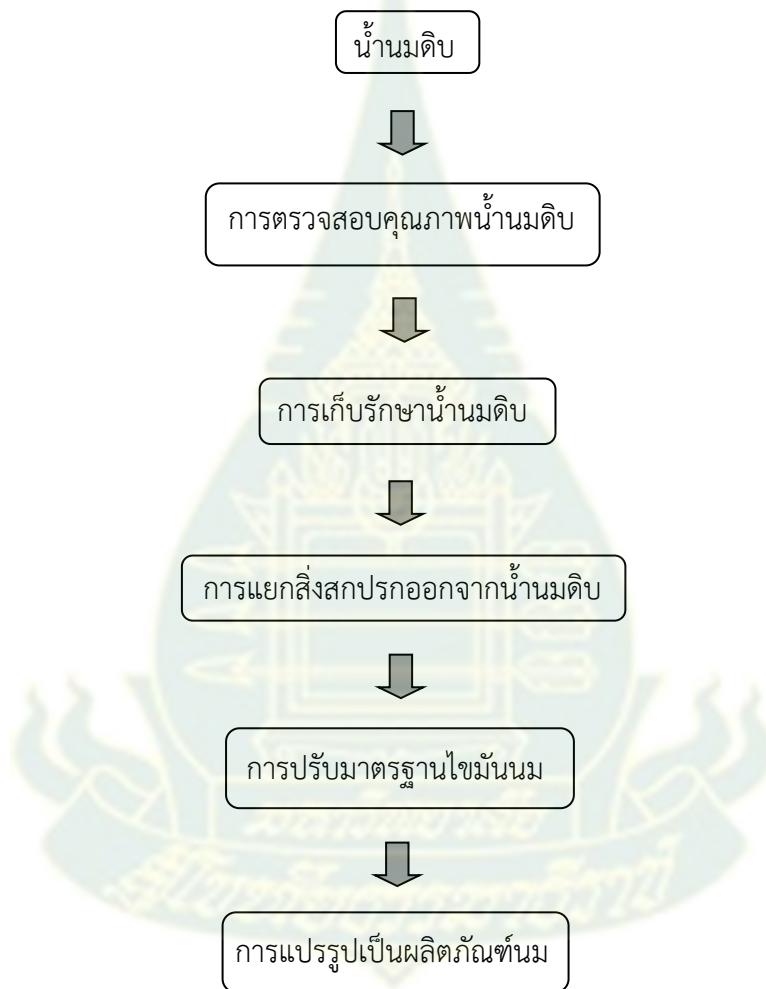 น้ำนมดิบ
การตรวจสอบคุณภาพน้ำนมดิบ
การเก็บรักษาน้ำนมดิบ
การแยกสิ่งสกปรกออกจากน้ำนมดิบ
การปรับมาตรฐานไขมันนม
การแปรรูปเป็นผลิตภัณฑ์นม